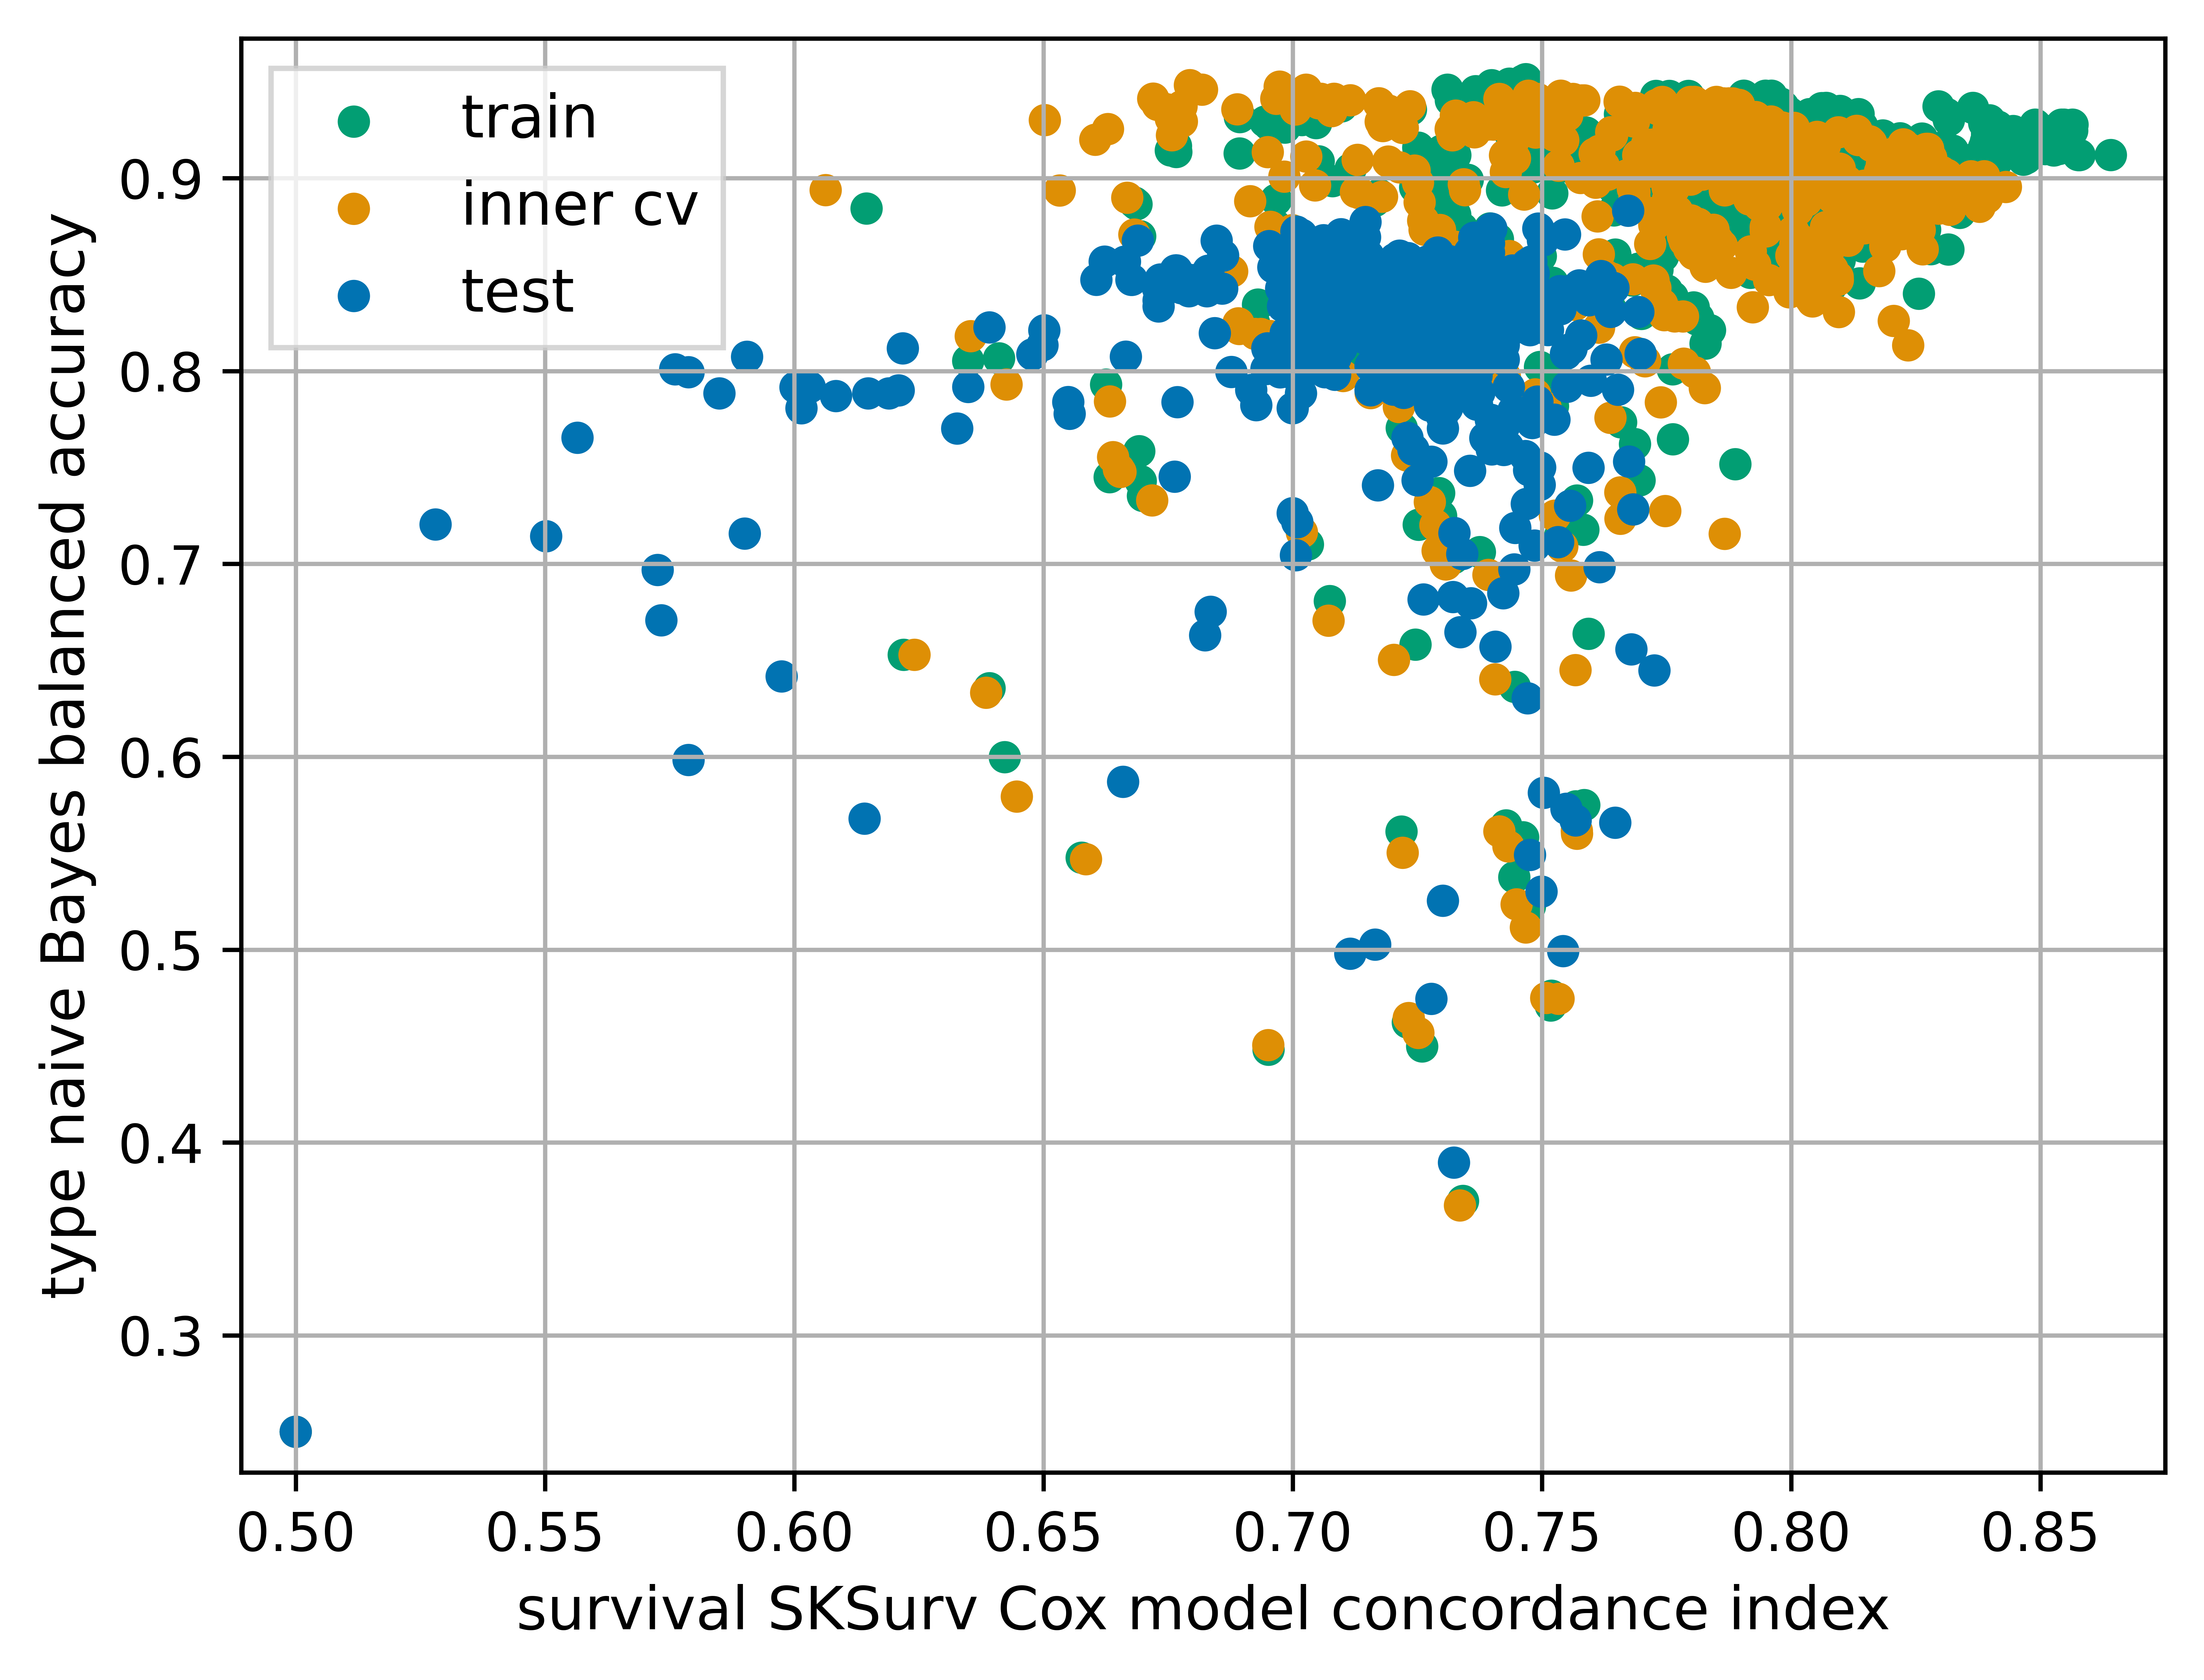 train
inner cv
test
type naive Bayes balanced accuracy
0.9
0.8
0.7
0.6
0.5
0.4
0.3
0.50 0.55 0.60 0.65 0.70 0.75 0.80 0.85
survival SKSurv Cox model concordance index